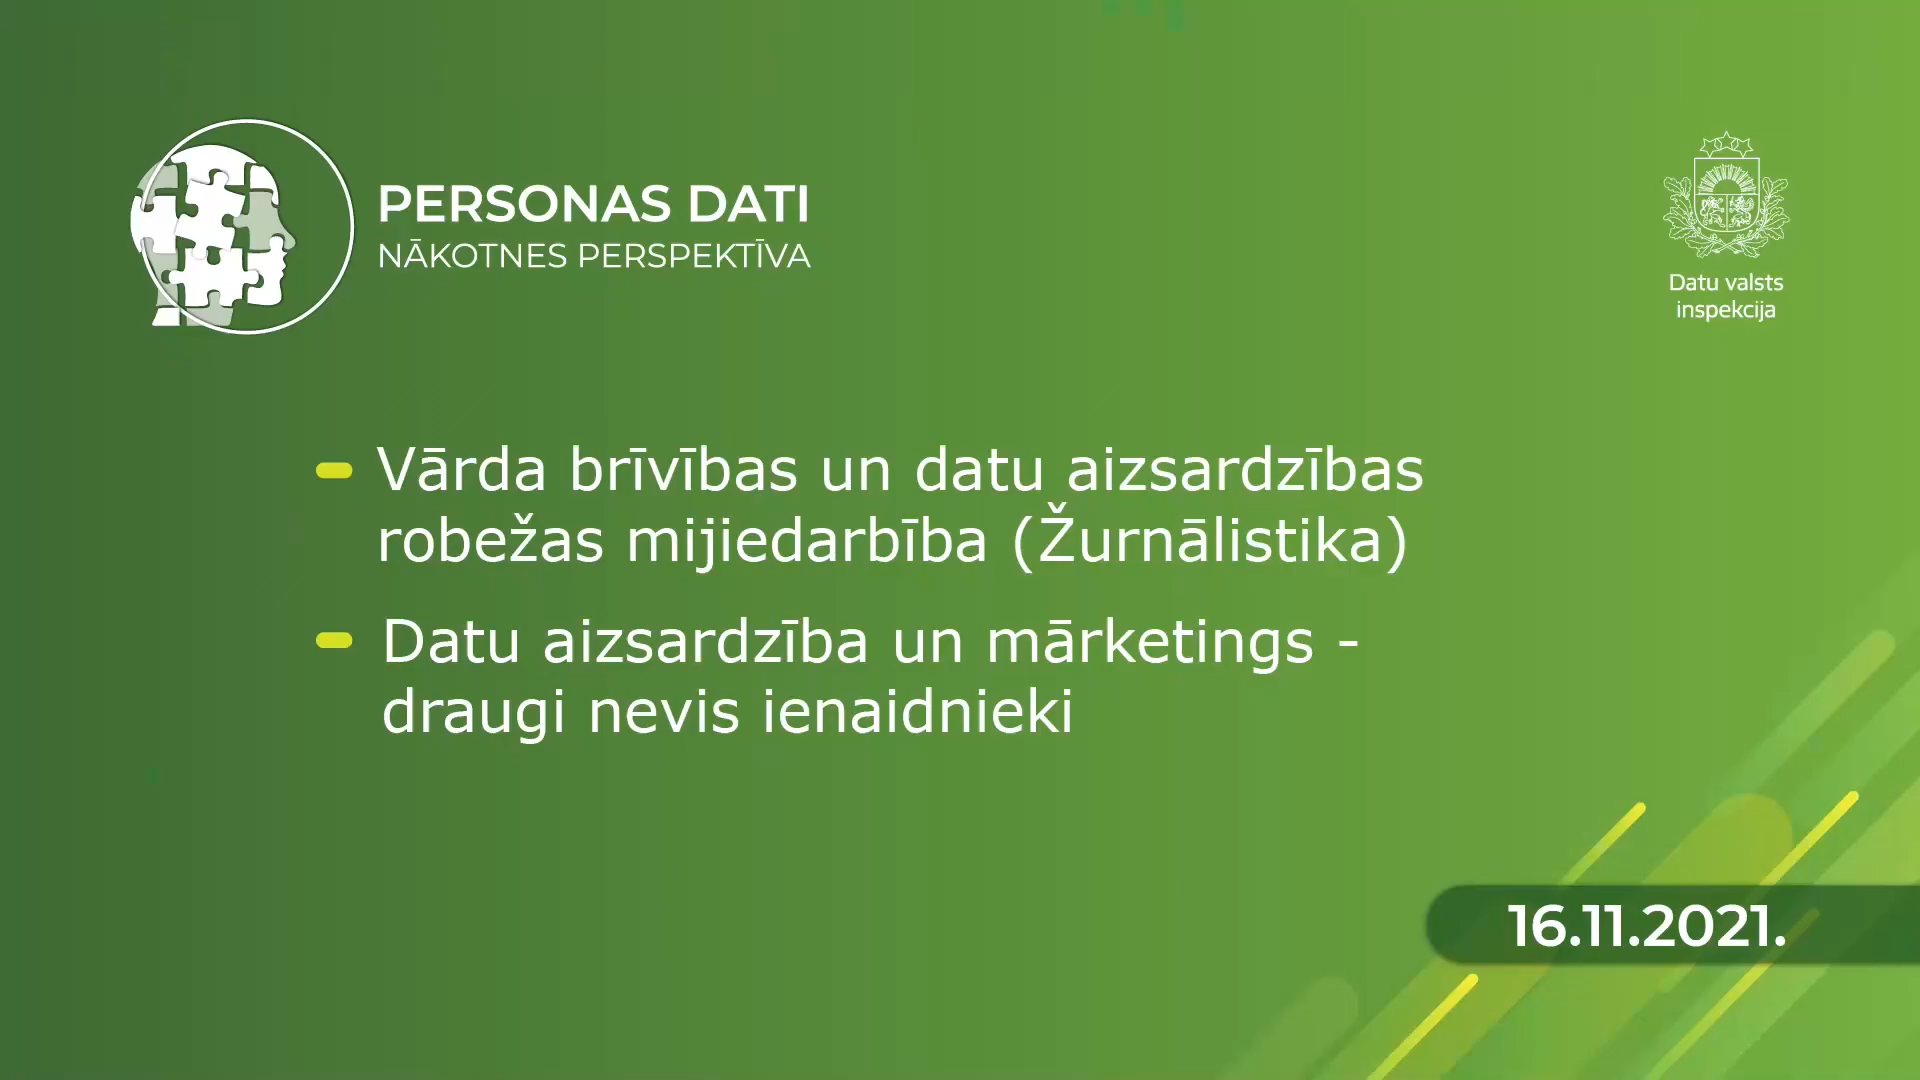 PERSONAS DATI
NĀKOTNES PERSPEKTĪVA
Datu valsts
inspekcija
Vārda brīvības un datu aizsardzības
robežas mijiedarbība (Žurnālistika)
Datu aizsardzība un mārketings -
draugi nevis ienaidnieki
16.11.2021.